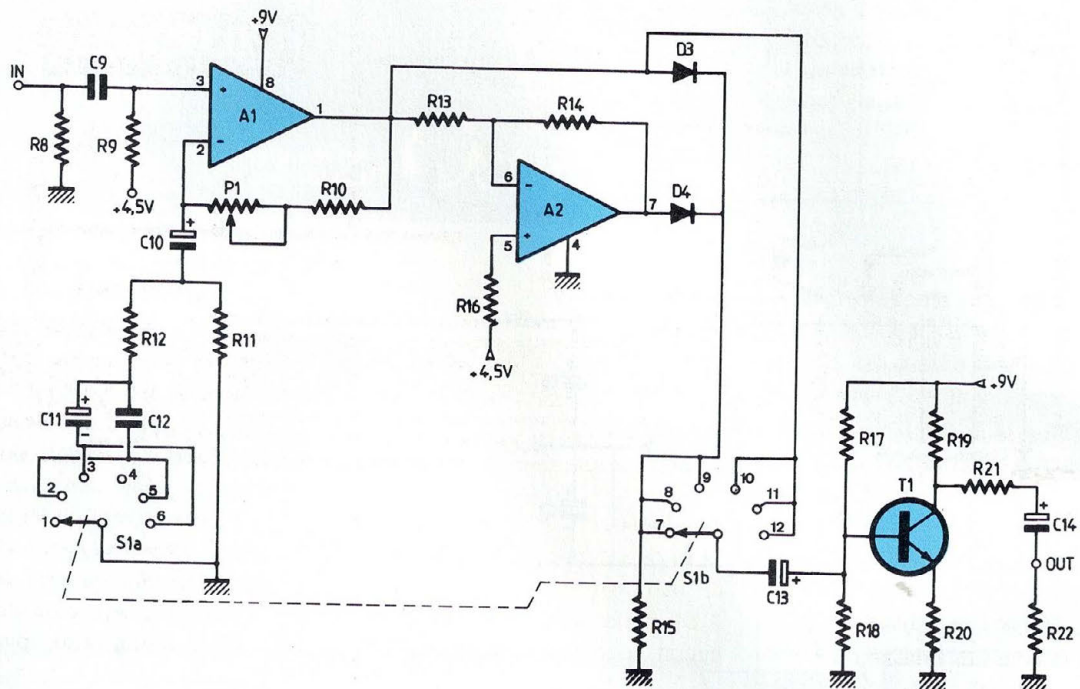 +9V
IN
C9
3
+
8
A1
1
-
2
R8
R9
+4,5V
P1
R10
+
C10
R13
R14
D3
6
-
A2
7
D4
5
+
4
R16
+4,5V
R12
R11
+
C11
-
C12
3
4
2
5
1
6
S1a
9
10
8
11
7
12
S1b
C13
+
R15
+9V
R17
R19
R21
T1
+
C14
OUT
R18
R20
R22